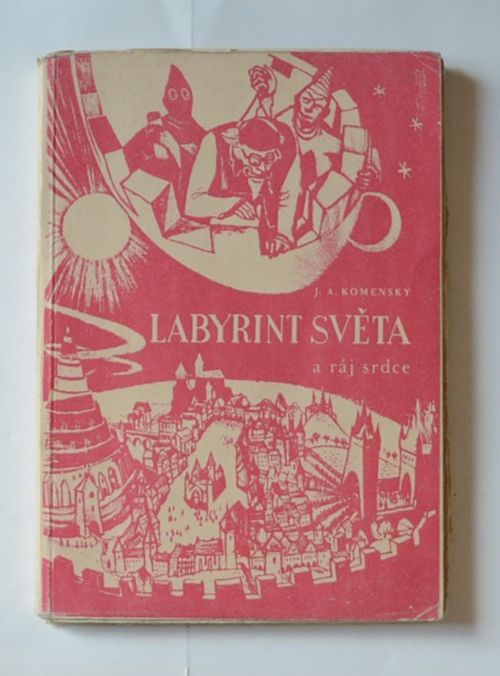 J. A. KOMENSKÝ
LABYRINT SVĚTA
a ráj srdce